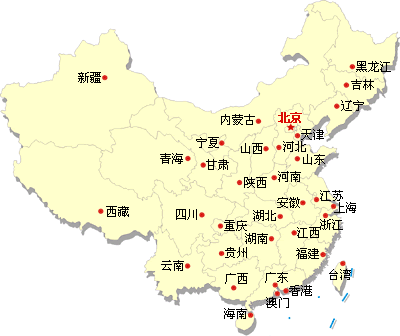 黑龙江
新疆
吉林
辽宁
内蒙古
北京
天津
宁夏
山西
河北
青海
甘肃
山东
陕西
河南
西藏
四川
安徽
江苏
上海
湖北
重庆
浙江
湖南
江西
贵州
福建
云南
台湾
广西
广东
香港
澳门
海南